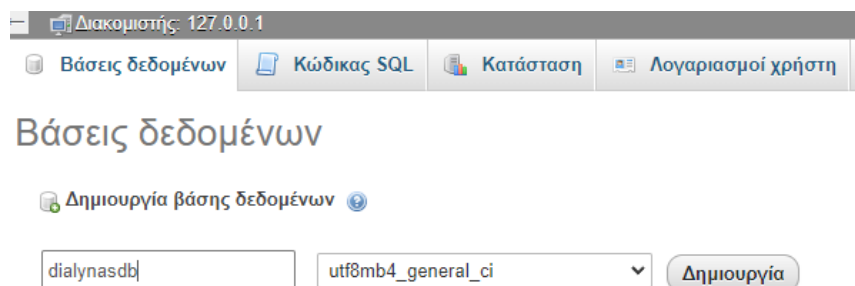 Διακομιστής: 127.0.0.1
Βάσεις δεδομένων Κώδικας SQL Κατάσταση Λογαριασμοί χρήστη
Βάσεις δεδομένων
Δημιουργία βάσης δεδομένων
dialynasdb utf8mb4_general_ci Δημιουργία